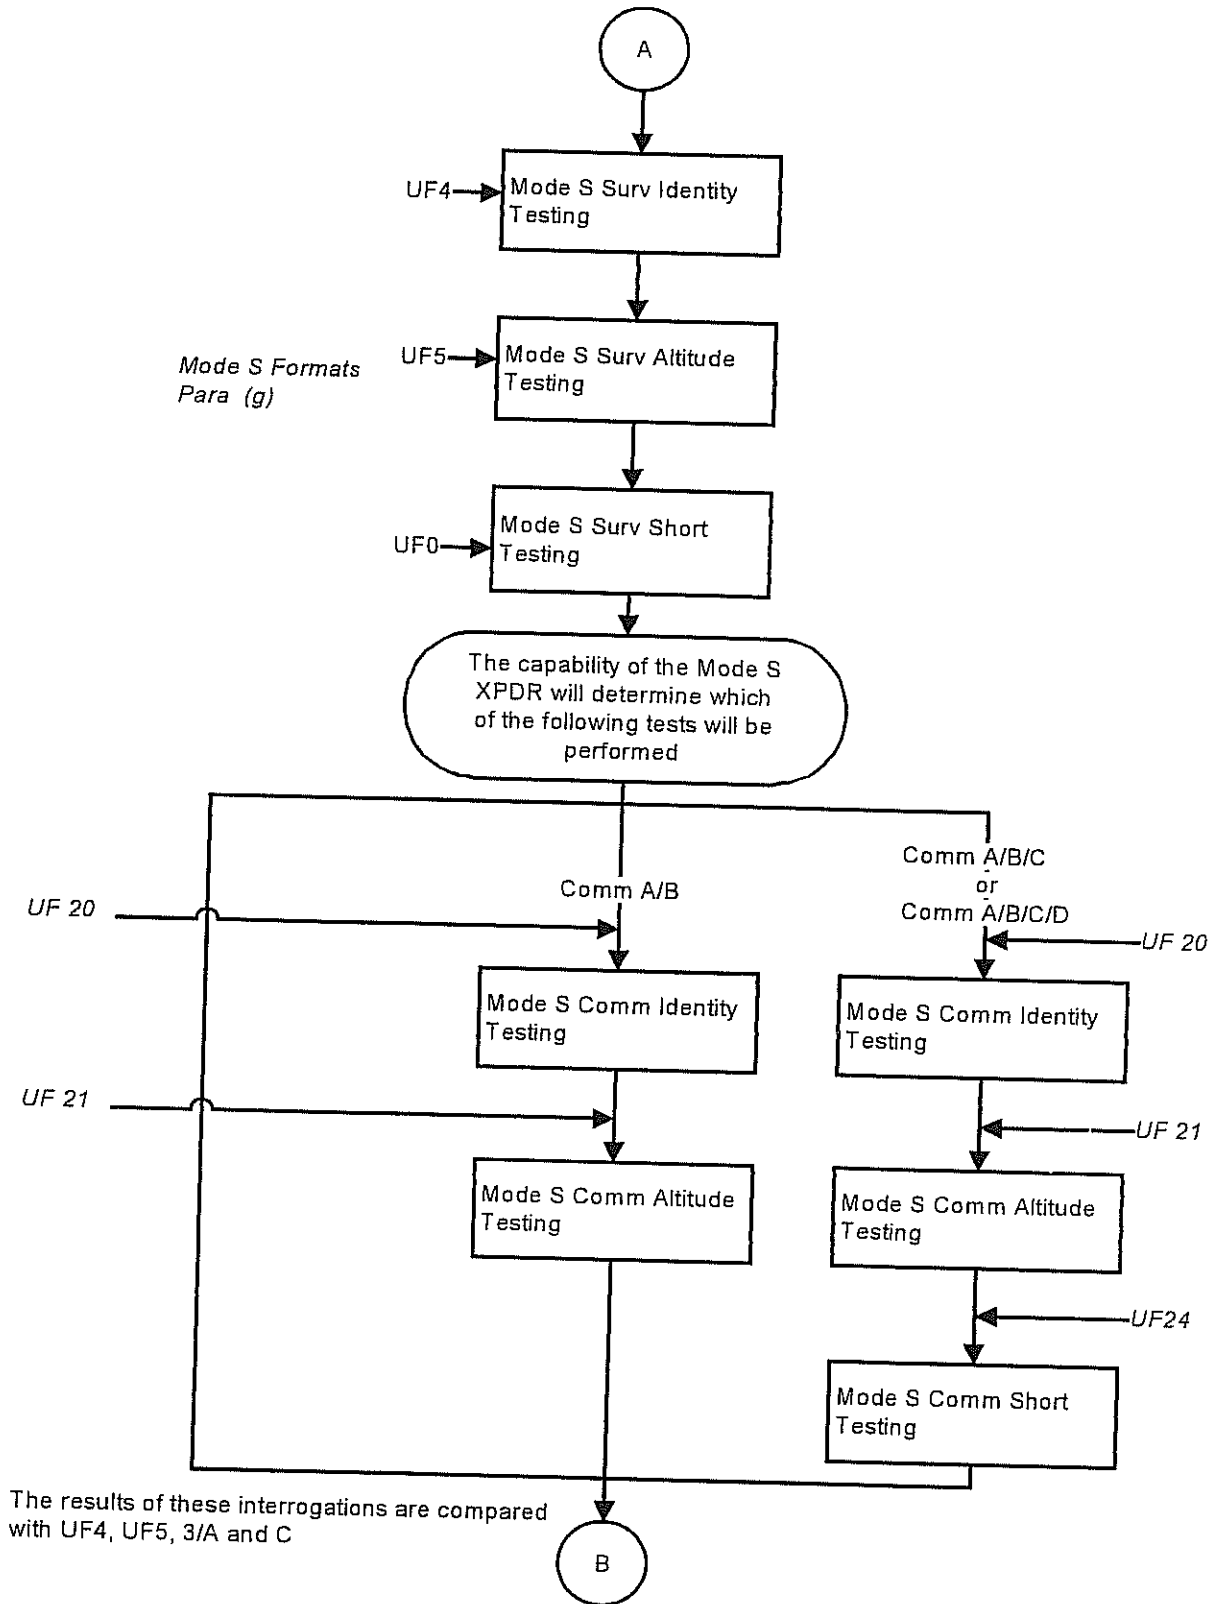 A
UF4
Mode S Surv Identity
Testing
Mode S Formats
Para (g)
UF5
Mode S Surv Altitude
Testing
UF0
Mode S Surv Short
Testing
The capability of the Mode S
XPDR will determine which
of the following tests will be
performed
Comm A/B
Comm A/B/C
or
Comm A/B/C/D
UF 20
UF 20
Mode S Comm Identity
Testing
Mode S Comm Identity
Testing
UF 21
UF 21
Mode S Comm Altitude
Testing
Mode S Comm Altitude
Testing
UF24
Mode S Comm Short
Testing
The results of these interrogations are compared
with UF4, UF5, 3/A and C
B